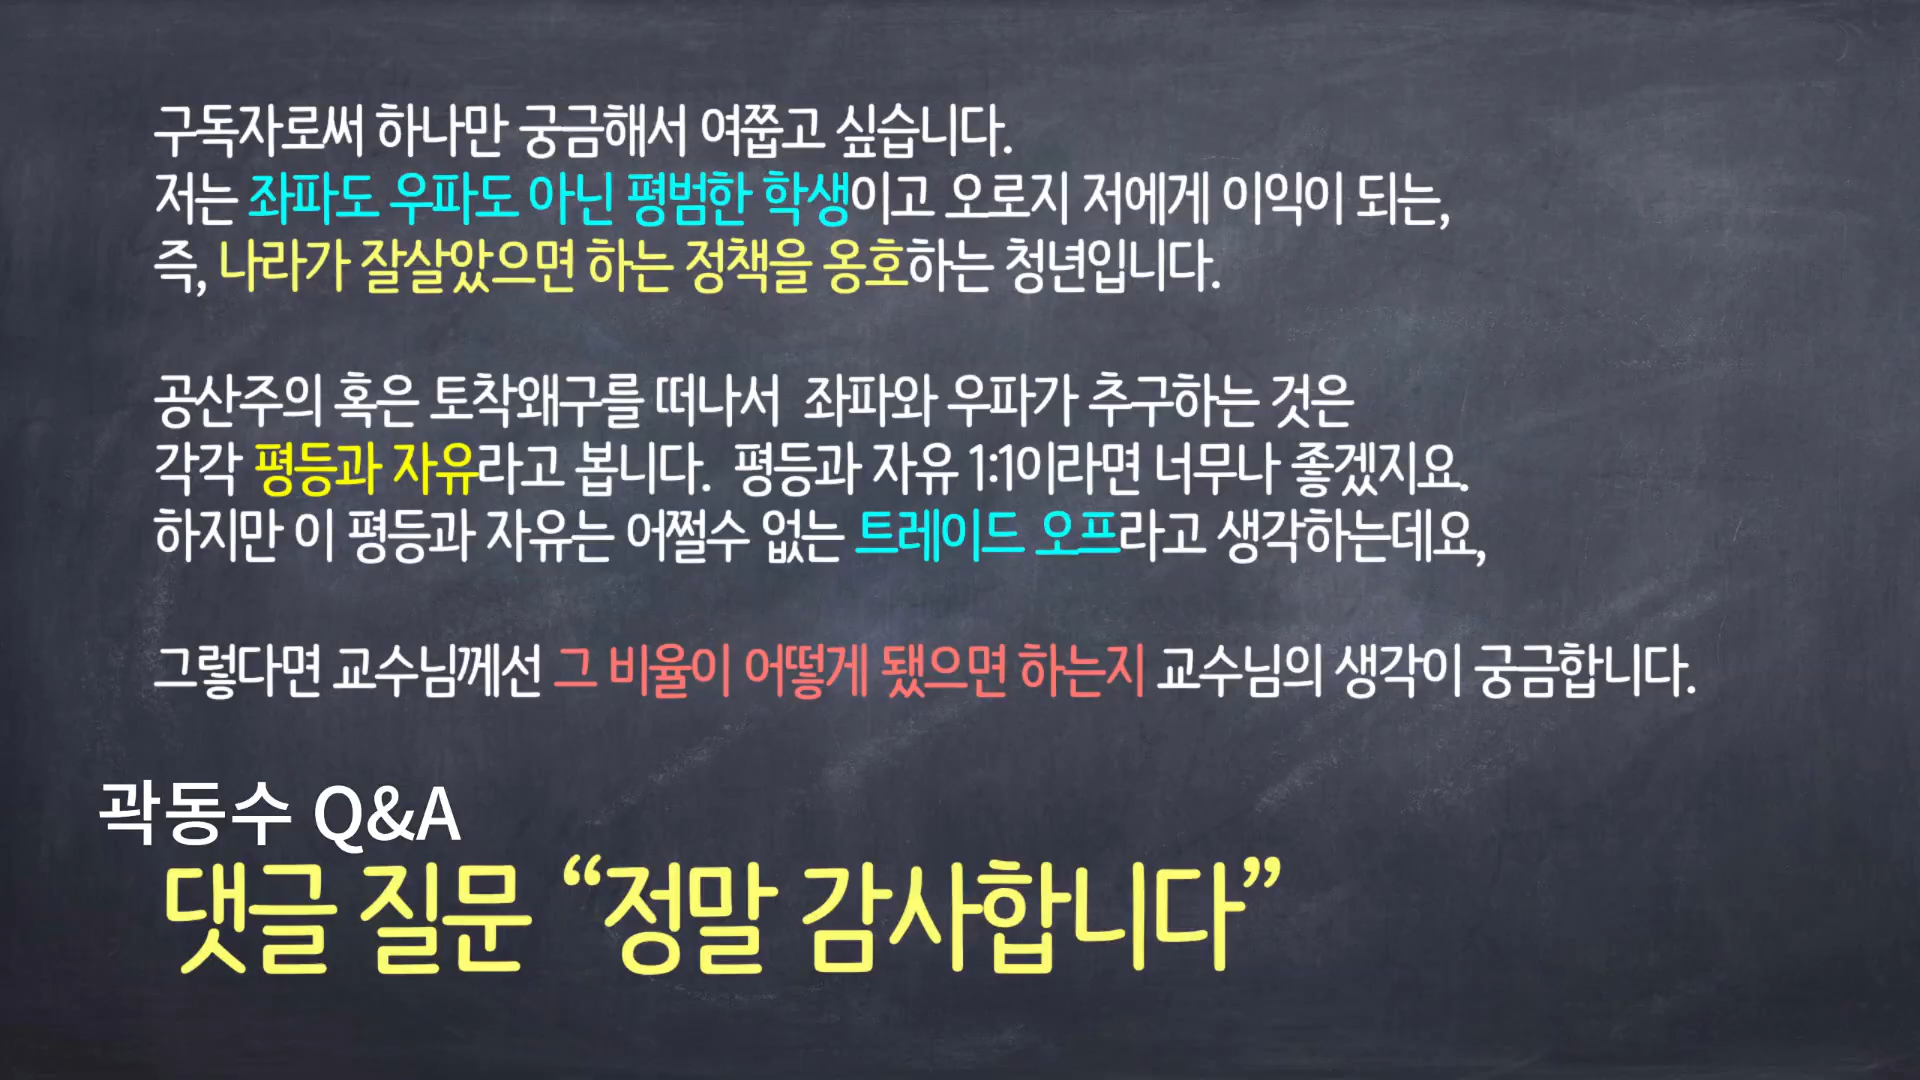 구독자로써 하나만 궁금해서 여쭙고 싶습니다.
저는 좌파도 우파도 아닌 평범한 학생이고 오로지 저에게 이익이 되는,
즉, 나라가 잘살았으면 하는 정책을 옹호하는 청년입니다.
공산주의 혹은 토착왜구를 떠나서 좌파와 우파가 추구하는 것은
각각 평등과 자유라고 봅니다. 평등과 자유 1:1이라면 너무나 좋겠지요.
하지만 이 평등과 자유는 어쩔수 없는 트레이드 오프라고 생각하는데요,
그렇다면 교수님께선 그 비율이 어떻게 됐으면 하는지 교수님의 생각이 궁금합니다.
곽동수 Q&A
댓글 질문 “정말 감사합니다”